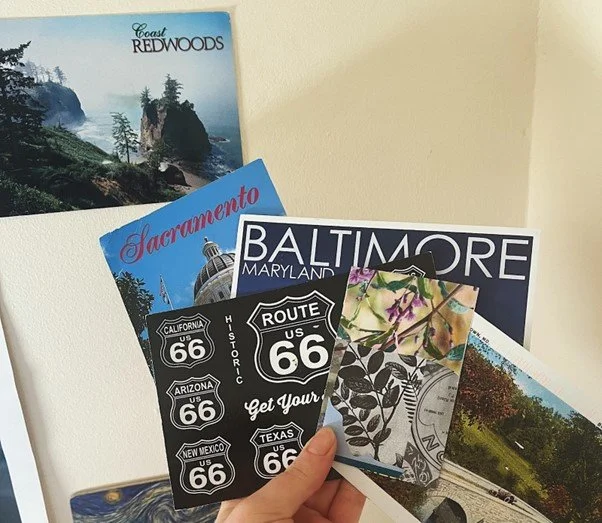 Coast
REDWOODS
Sacramento
BALTIMORE
MARYLAND
CALIFORNIA
US
66
HISTORIC
ROUTE
US
66
ARIZONA
US
66
Get Your
NEW MEXICO
US
66
TEXAS
US
66